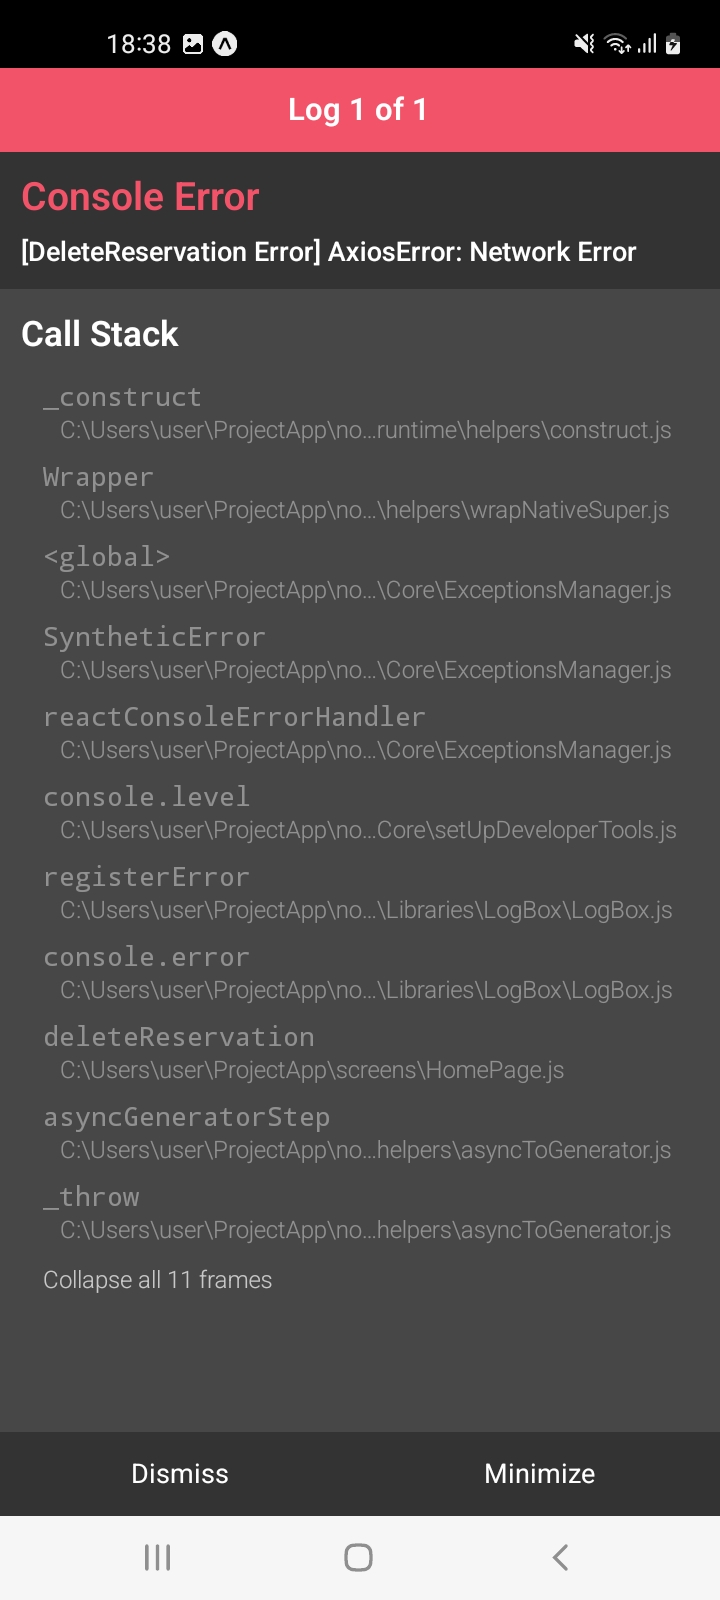 18:38
Log 1 of 1
Console Error
[DeleteReservation Error] AxiosError: Network Error
Call Stack
_construct
C:\Users\user\ProjectApp\no...runtime\helpers\construct.js
Wrapper
C:\Users\user\ProjectApp\no...\helpers\wrapNativeSuper.js
<global>
C:\Users\user\ProjectApp\no...\Core\ExceptionsManager.js
SyntheticError
C:\Users\user\ProjectApp\no...\Core\ExceptionsManager.js
reactConsoleErrorHandler
C:\Users\user\ProjectApp\no...\Core\ExceptionsManager.js
console.level
C:\Users\user\ProjectApp\no...Core\setUpDeveloperTools.js
registerError
C:\Users\user\ProjectApp\no...\Libraries\LogBox\LogBox.js
console.error
C:\Users\user\ProjectApp\no...\Libraries\LogBox\LogBox.js
deleteReservation
C:\Users\user\ProjectApp\screens\HomePage.js
asyncGeneratorStep
C:\Users\user\ProjectApp\no...helpers\asyncToGenerator.js
_throw
C:\Users\user\ProjectApp\no...helpers\asyncToGenerator.js
Collapse all 11 frames
Dismiss
Minimize